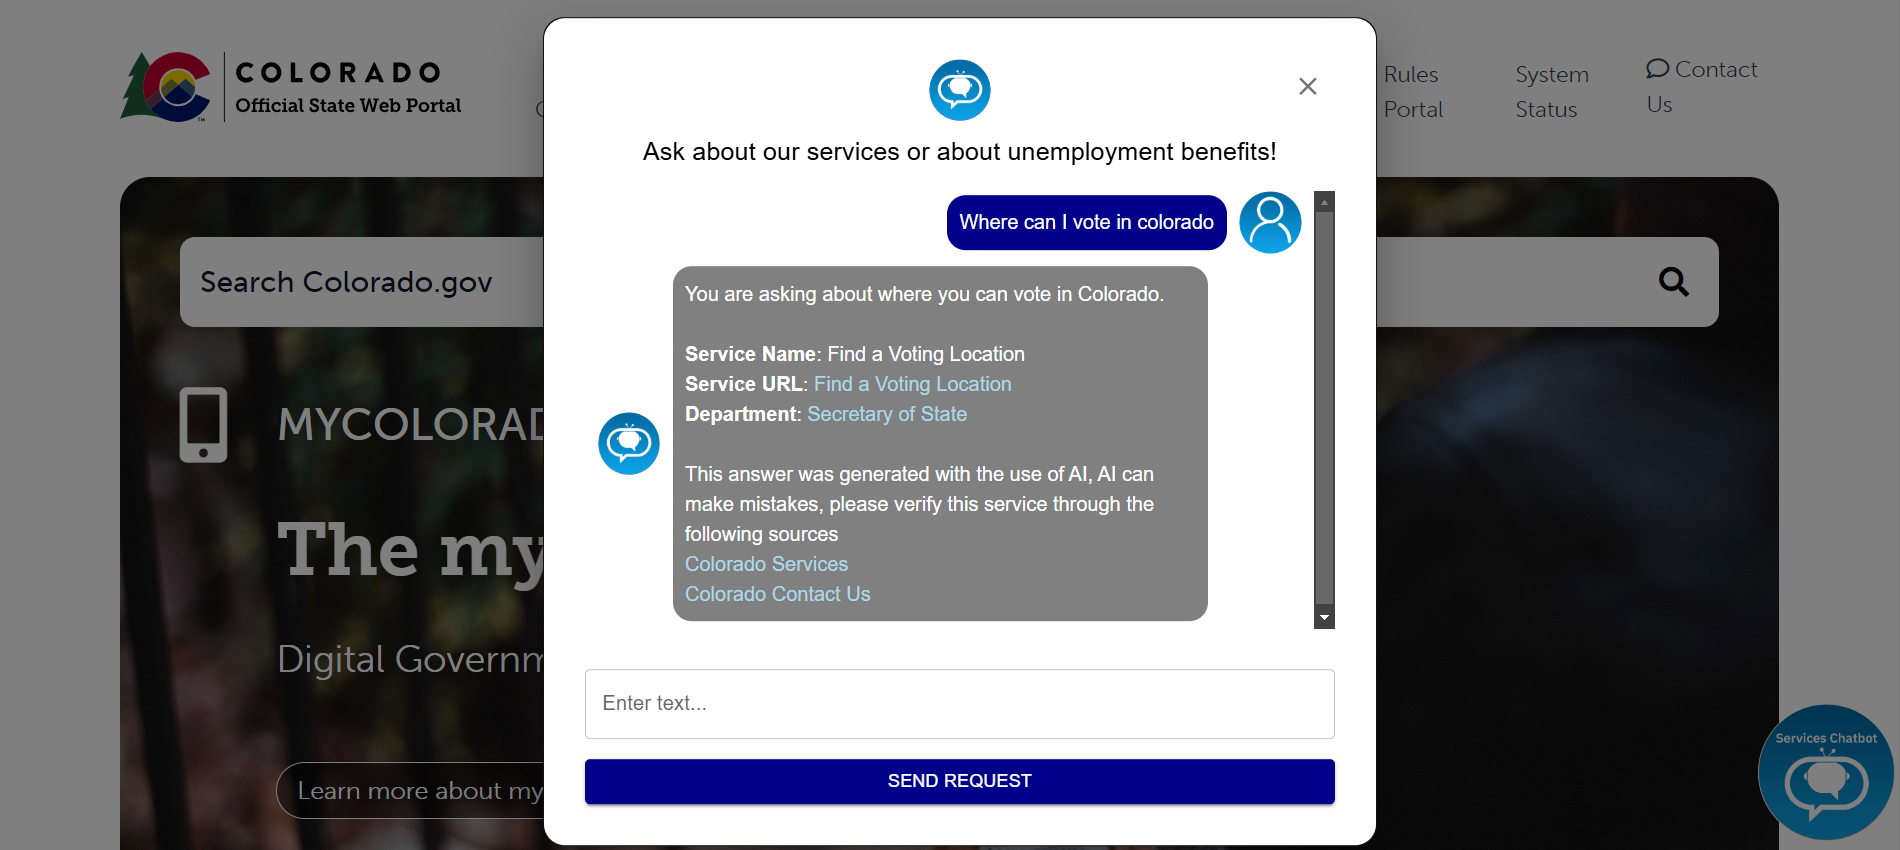 COLORADO
Official State Web Portal
Rules
Portal
System
Status
Contact
Us
Search Colorado.gov
MYCOLORAD
The my
Digital Governm
Learn more about my
Ask about our services or about unemployment benefits!
Where can I vote in colorado
You are asking about where you can vote in Colorado.
Service Name: Find a Voting Location
Service URL: Find a Voting Location
Department: Secretary of State
This answer was generated with the use of AI, AI can
make mistakes, please verify this service through the
following sources
Colorado Services
Colorado Contact Us
Enter text...
SEND REQUEST
Services Chatbot